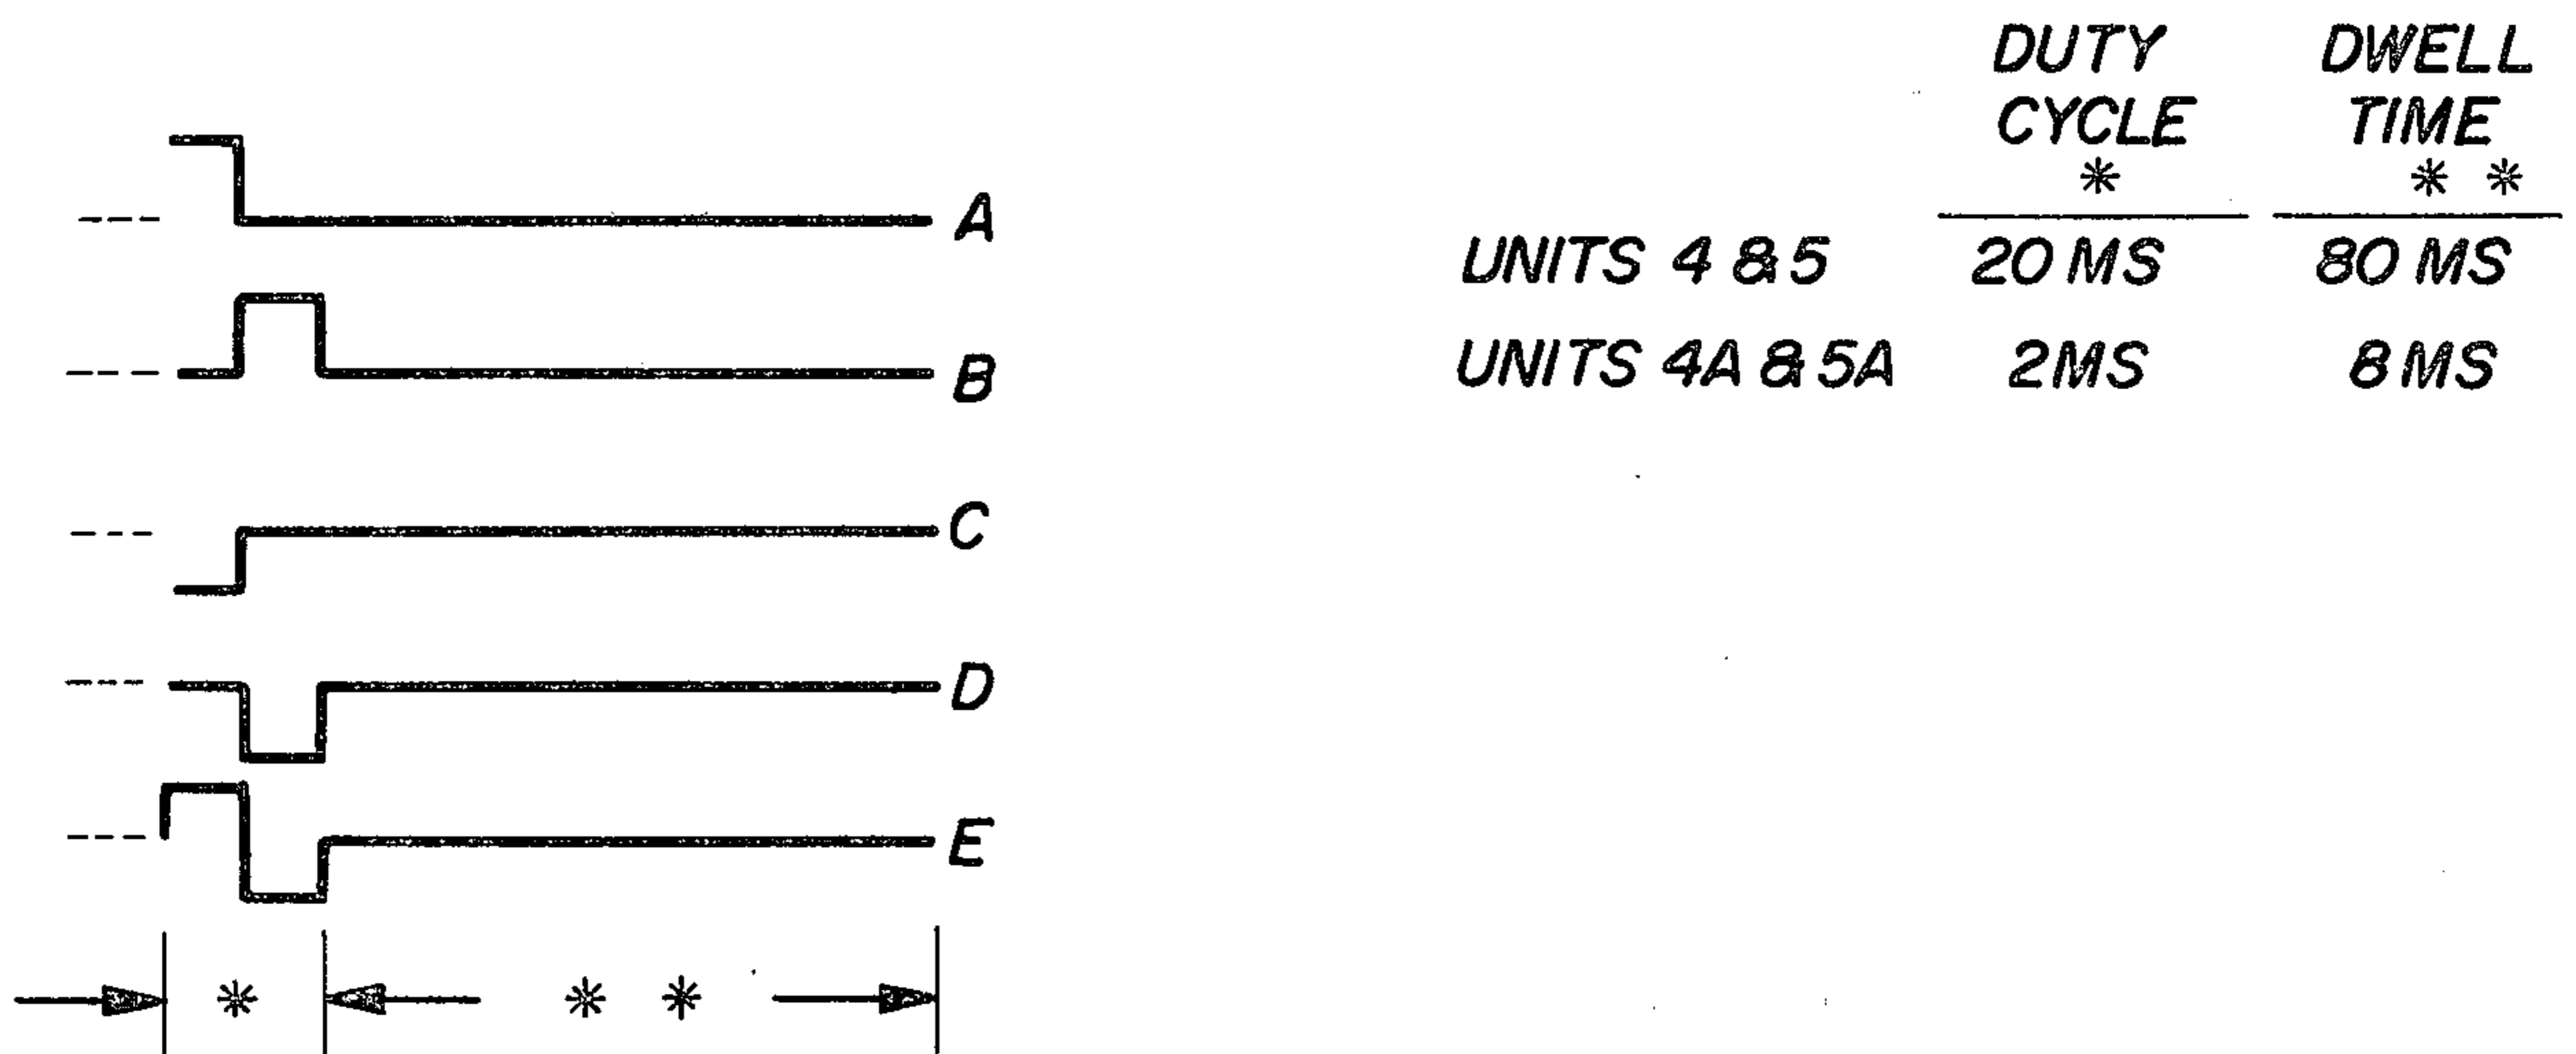 DUTY DWELL
CYCLE TIME
* * *
A
UNITS 4 & 5 20 MS 80 MS
B
UNITS 4A & 5A 2MS 8MS
C
D
E
* * *